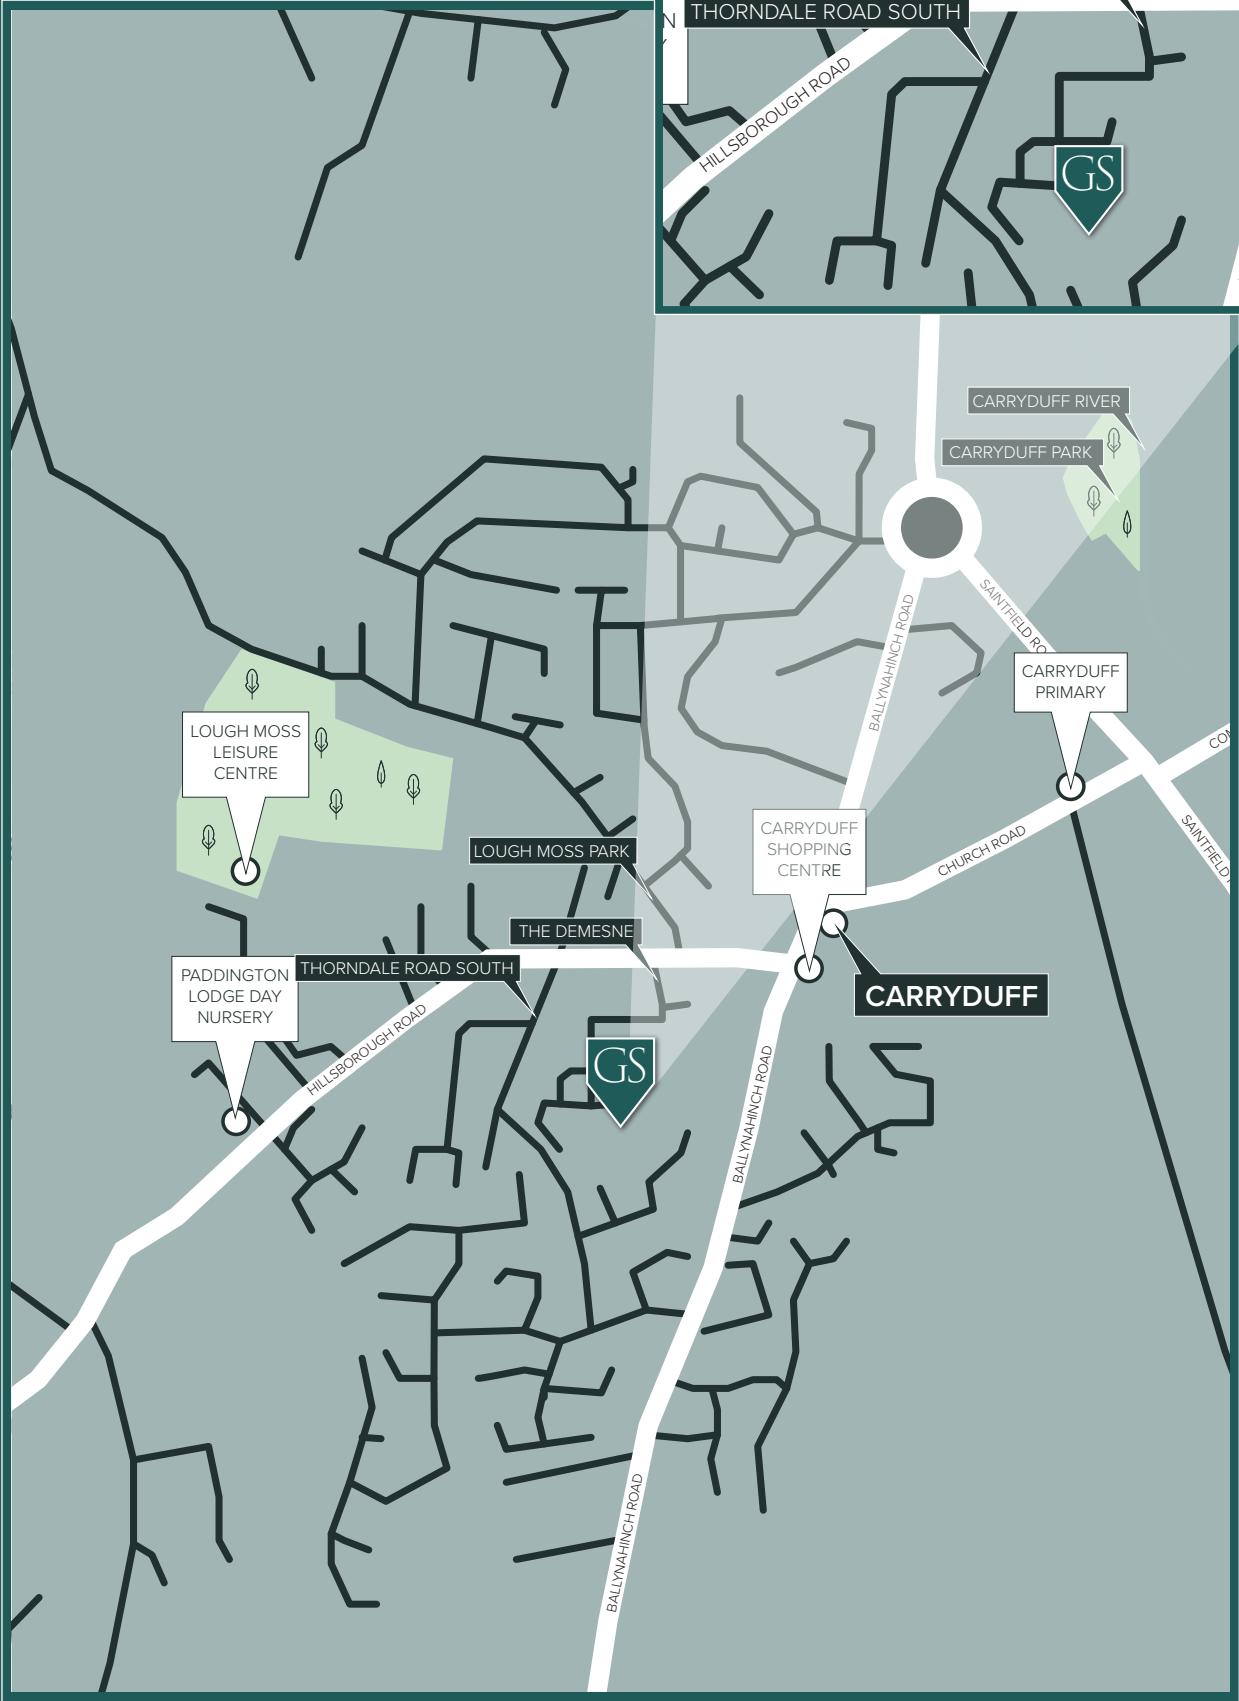 THORNDALE ROAD SOUTH
HILLSBOROUGH ROAD
GS
CARRYDUFF RIVER
CARRYDUFF PARK
SAINTFIELD RO
BALLYNAHINCH ROAD
CARRYDUFF
PRIMARY
LOUGH MOSS
LEISURE
CENTRE
CARRYDUFF
SHOPPING
CENTRE
CHURCH ROAD
SAINTFIELD
LOUGH MOSS PARK
THE DEMESNE
THORNDALE ROAD SOUTH
PADDINGTON
LODGE DAY
NURSERY
CARRYDUFF
HILLSBOROUGH ROAD
GS
BALLYNAHINCH ROAD
BALLYNAHINCH ROAD